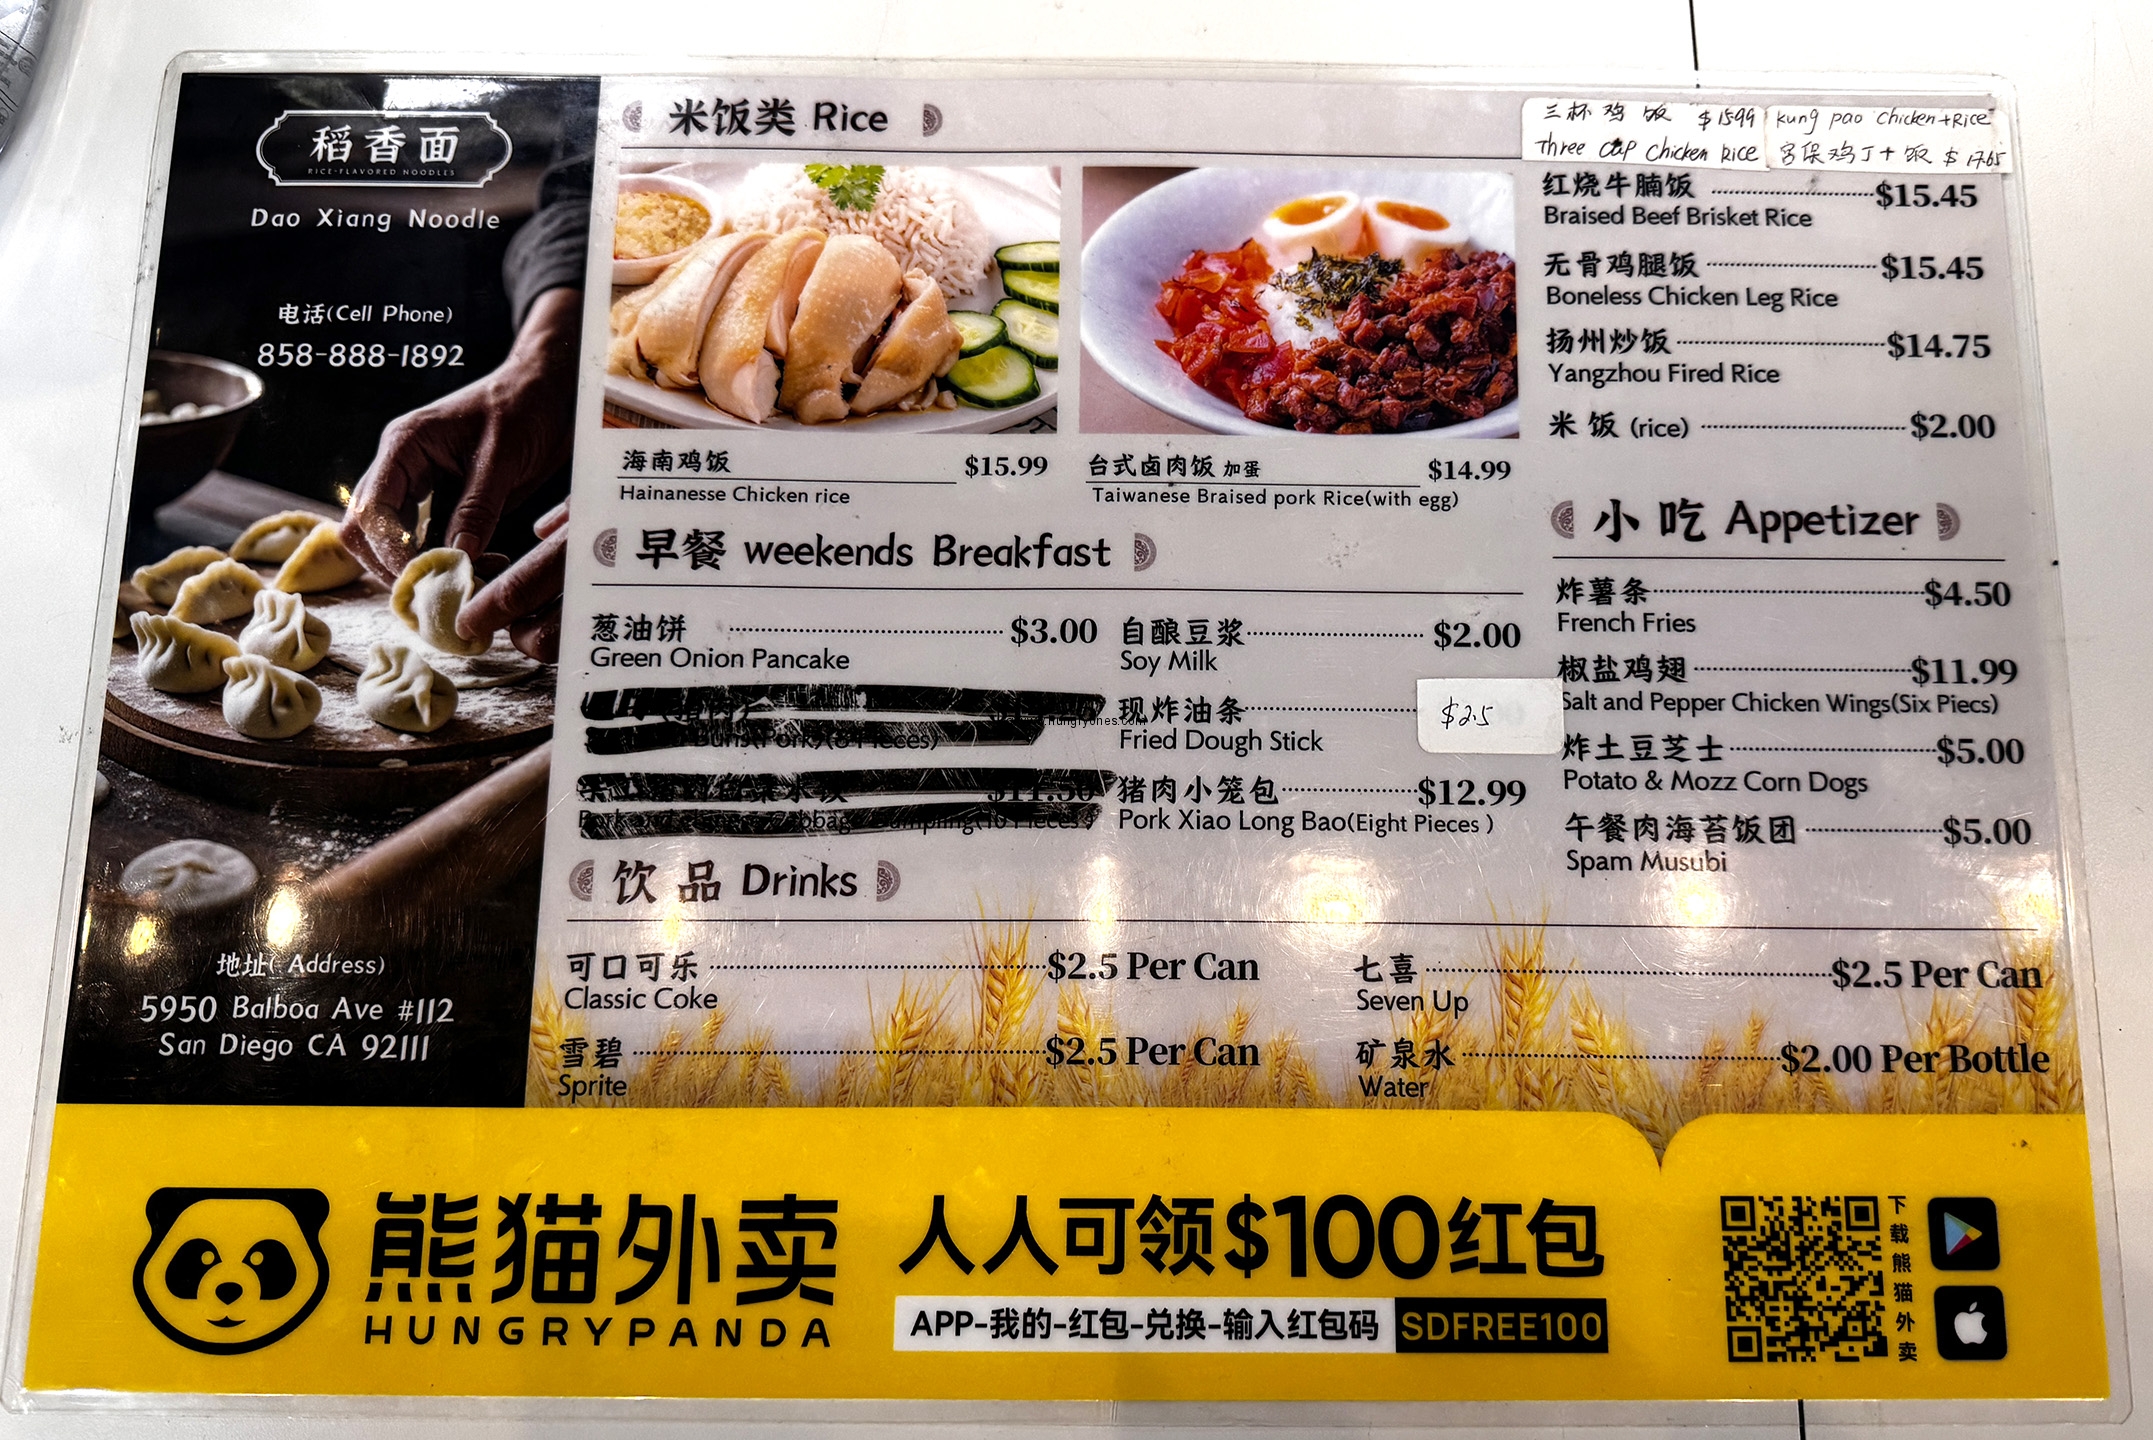 稻香面
RICE-FLAVORED NOODLES
Dao Xiang Noodle
电话(Cell Phone)
858-888-1892
地址( Address)
5950 Balboa Ave #112
San Diego CA 92111
米饭类 Rice
海南鸡饭 $15.99
Hainanesse Chicken rice
台式卤肉饭 加蛋 $14.99
Taiwanese Braised pork Rice(with egg)
三杯鸡饭 $15.99
Three cup Chicken Rice
kung pao chicken+Rice
宫保鸡丁+饭 $17.65
红烧牛腩饭 $15.45
Braised Beef Brisket Rice
无骨鸡腿饭 $15.45
Boneless Chicken Leg Rice
扬州炒饭 $14.75
Yangzhou Fired Rice
米饭 (rice) $2.00
早餐 weekends Breakfast
葱油饼 $3.00
Green Onion Pancake
Buns(Pork)(8 Pieces)
$11.50
Cabbage Dumpling(10 Pieces)
自酿豆浆 $2.00
Soy Milk
现炸油条 $2.5
Fried Dough Stick
猪肉小笼包 $12.99
Pork Xiao Long Bao(Eight Pieces )
小吃 Appetizer
炸薯条 $4.50
French Fries
椒盐鸡翅 $11.99
Salt and Pepper Chicken Wings(Six Piecs)
炸土豆芝士 $5.00
Potato & Mozz Corn Dogs
午餐肉海苔饭团 $5.00
Spam Musubi
饮品 Drinks
可口可乐 $2.5 Per Can
Classic Coke
七喜 $2.5 Per Can
Seven Up
雪碧 $2.5 Per Can
Sprite
矿泉水 $2.00 Per Bottle
Water
熊猫外卖
HUNGRYPANDA
人人可领$100红包
APP-我的-红包-兑换-输入红包码 SDFREE100
下载熊猫外卖